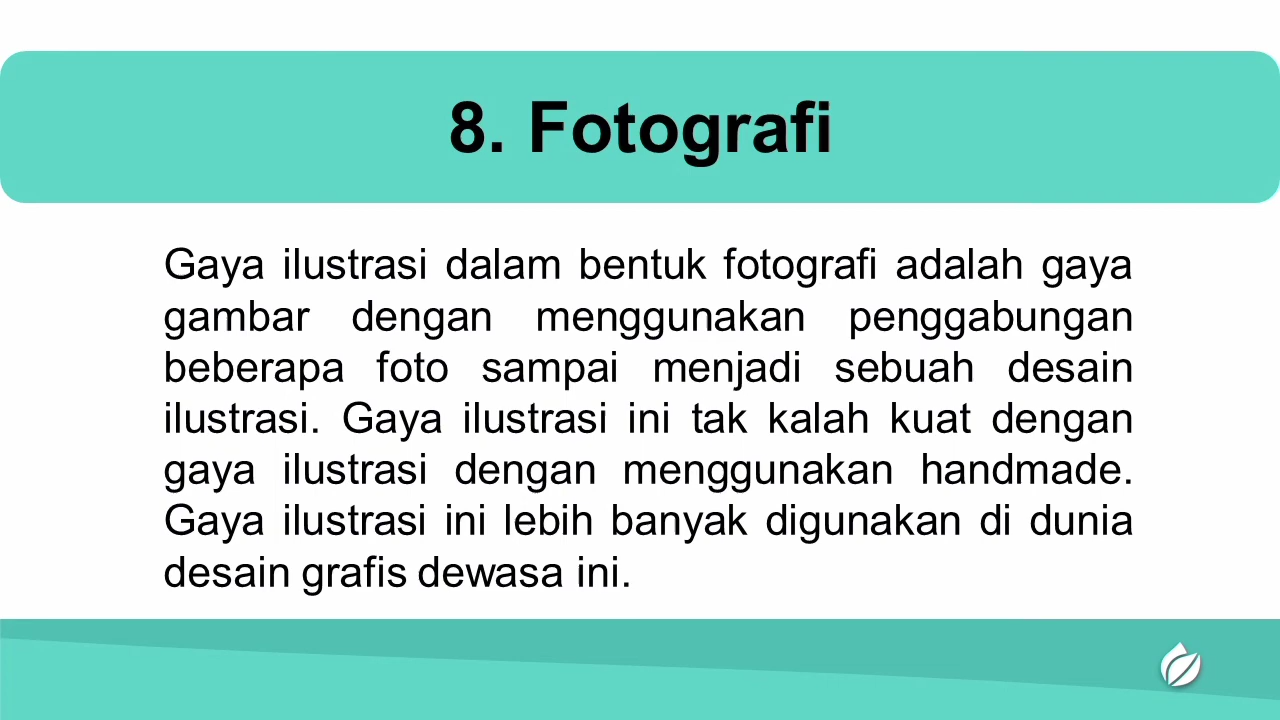 8. Fotografi
Gaya ilustrasi dalam bentuk fotografi adalah gaya
gambar dengan menggunakan penggabungan
beberapa foto sampai menjadi sebuah desain
ilustrasi. Gaya ilustrasi ini tak kalah kuat dengan
gaya ilustrasi dengan menggunakan handmade.
Gaya ilustrasi ini lebih banyak digunakan di dunia
desain grafis dewasa ini.